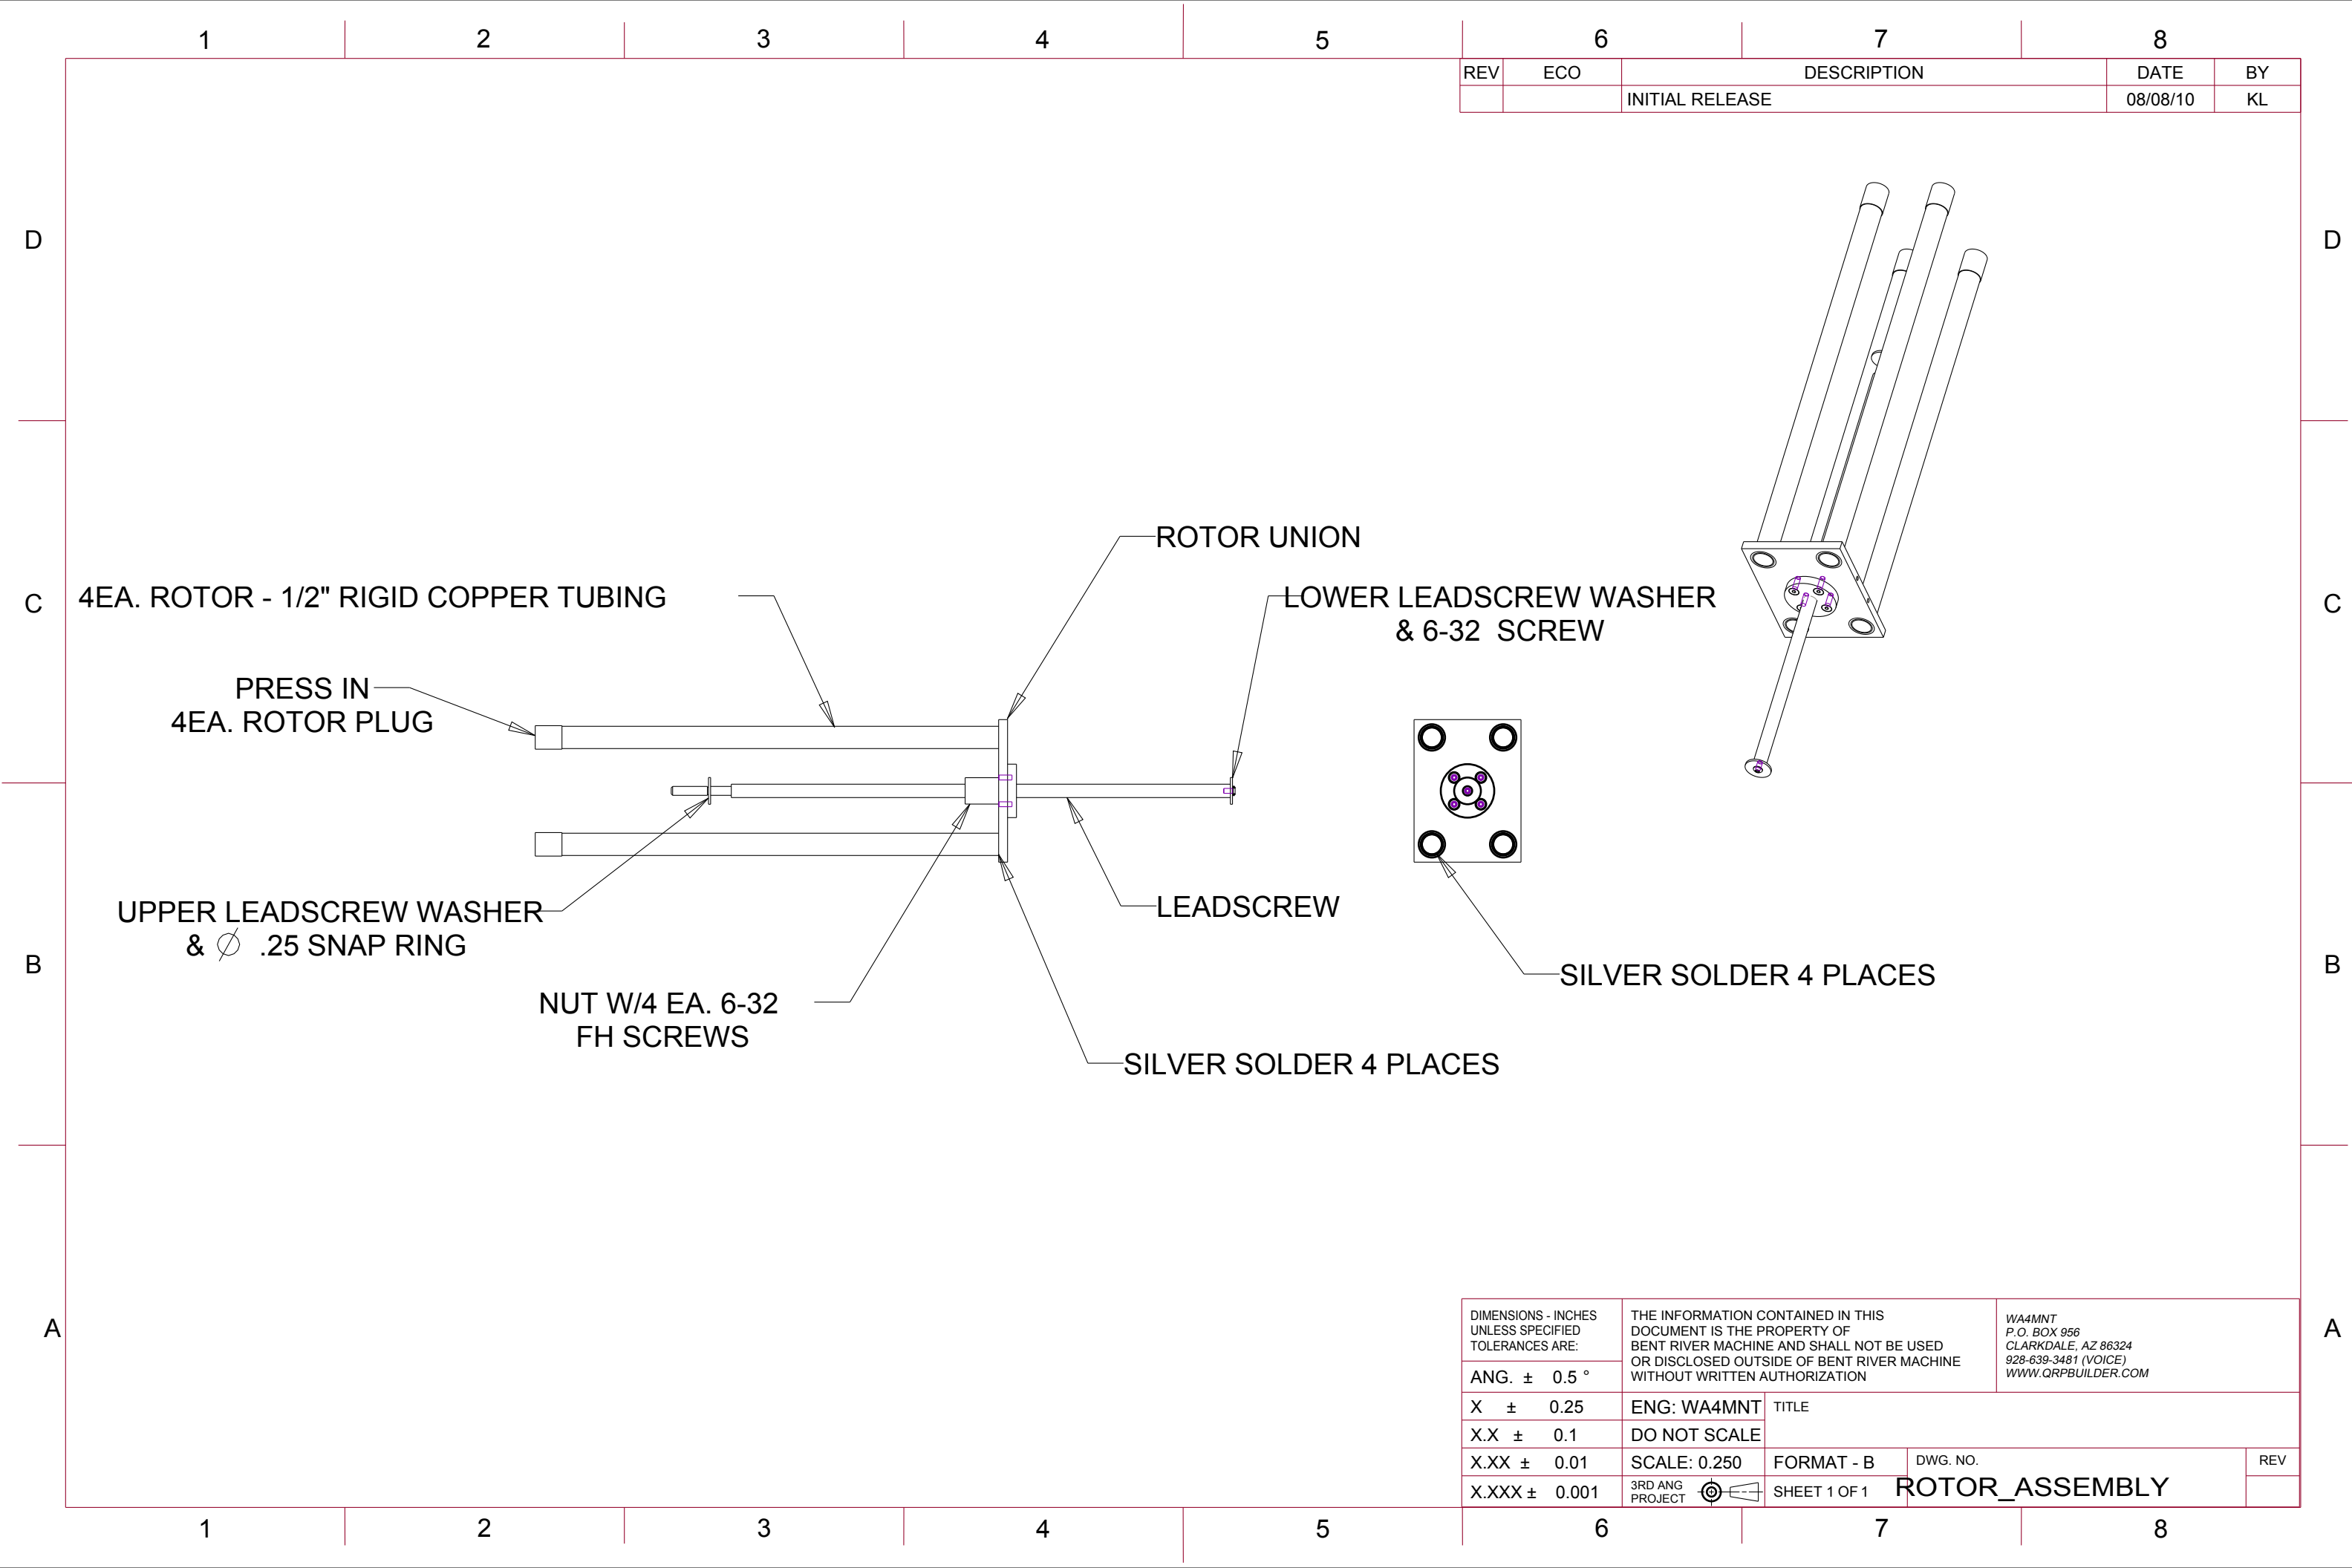 1 2 3 4 5 6 7 8
REV ECO DESCRIPTION DATE BY
INITIAL RELEASE 08/08/10 KL
D D
ROTOR UNION
C 4EA. ROTOR - 1/2" RIGID COPPER TUBING C
LOWER LEADSCREW WASHER
& 6-32 SCREW
PRESS IN
4EA. ROTOR PLUG
UPPER LEADSCREW WASHER
& ∅ .25 SNAP RING
LEADSCREW
B B
SILVER SOLDER 4 PLACES
NUT W/4 EA. 6-32
FH SCREWS
SILVER SOLDER 4 PLACES
A A
DIMENSIONS - INCHES
UNLESS SPECIFIED
TOLERANCES ARE:
ANG. ± 0.5 °
X ± 0.25
X.X ± 0.1
X.XX ± 0.01
X.XXX ± 0.001
THE INFORMATION CONTAINED IN THIS
DOCUMENT IS THE PROPERTY OF
BENT RIVER MACHINE AND SHALL NOT BE USED
OR DISCLOSED OUTSIDE OF BENT RIVER MACHINE
WITHOUT WRITTEN AUTHORIZATION
WA4MNT
P.O. BOX 956
CLARKDALE, AZ 86324
928-639-3481 (VOICE)
WWW.QRPBUILDER.COM
ENG: WA4MNT TITLE
DO NOT SCALE
SCALE: 0.250 FORMAT - B DWG. NO. REV
3RD ANG
PROJECT
SHEET 1 OF 1 ROTOR_ASSEMBLY
1 2 3 4 5 6 7 8